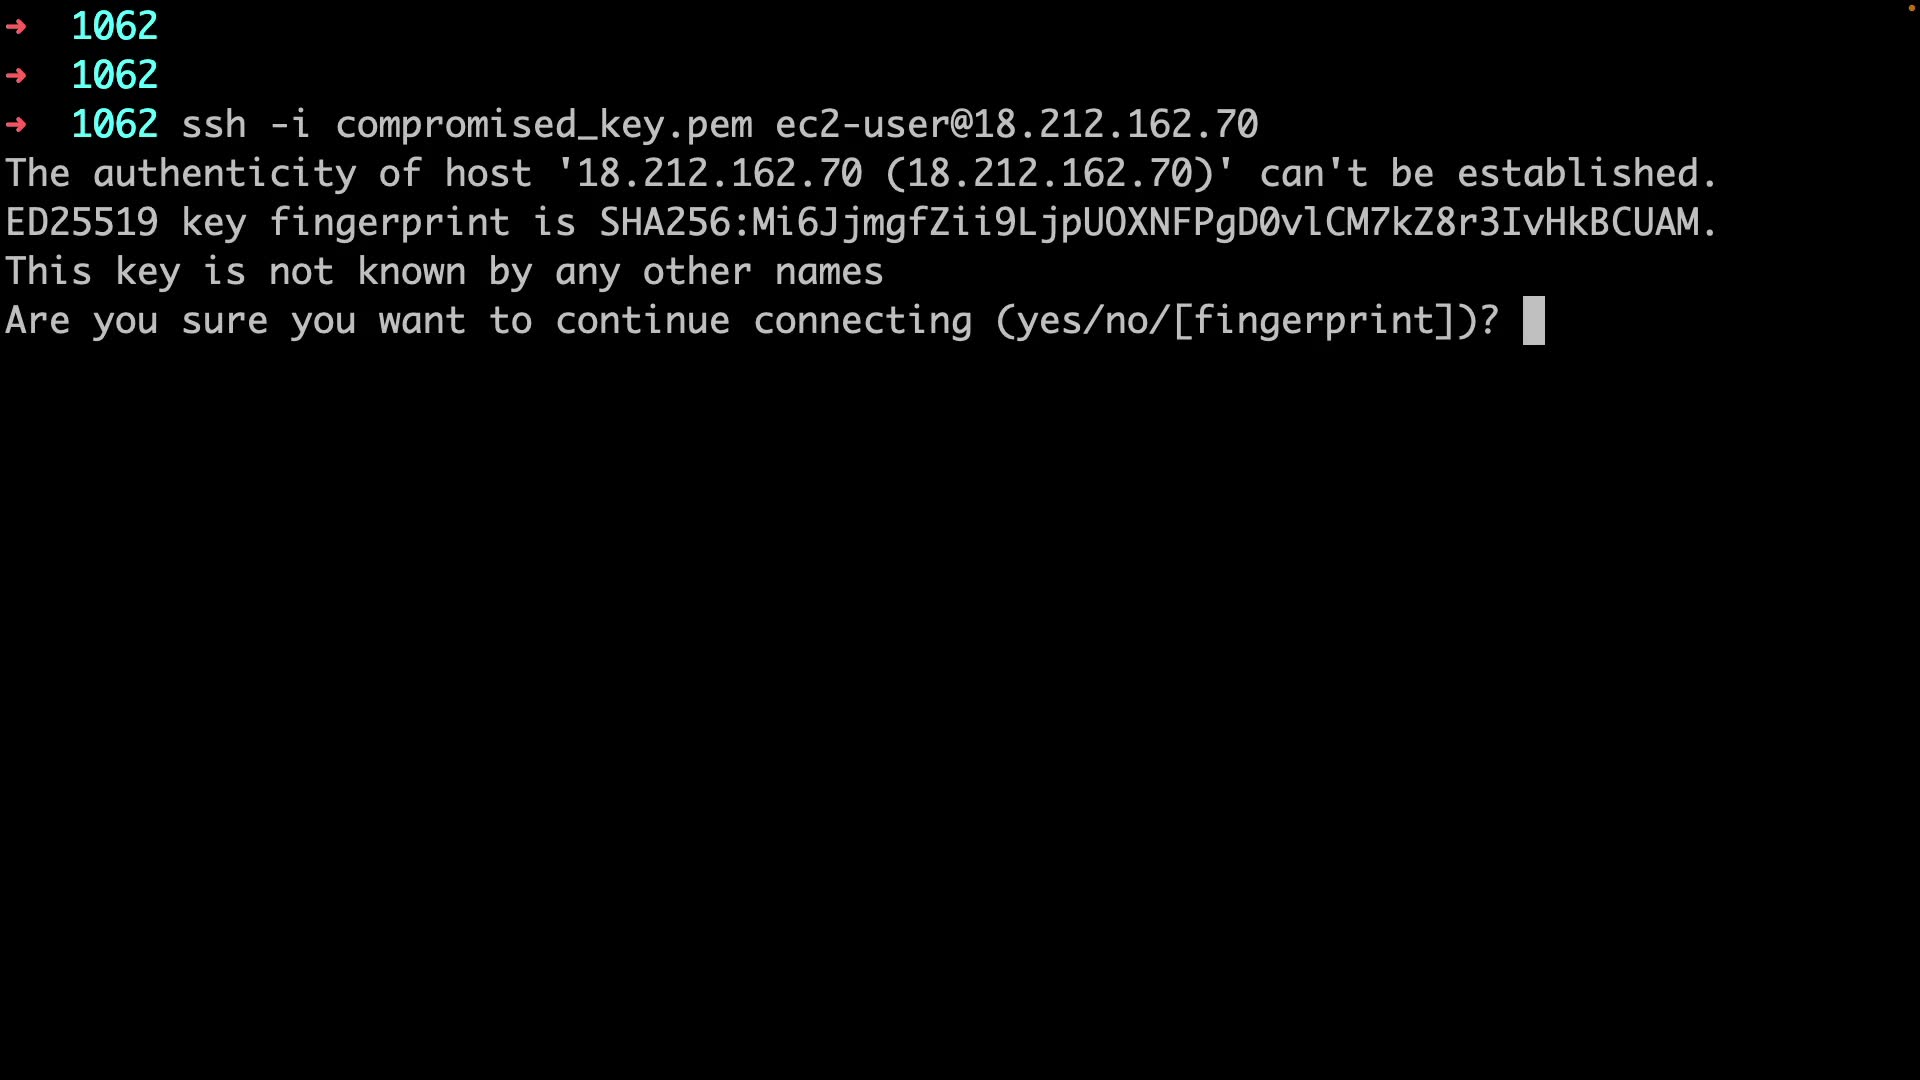 ➜ 1062
➜ 1062
➜ 1062 ssh -i compromised_key.pem ec2-user@18.212.162.70
The authenticity of host '18.212.162.70 (18.212.162.70)' can't be established.
ED25519 key fingerprint is SHA256:Mi6JjmgfZii9LjpUOXNFPgD0vlCM7kZ8r3IvHkBCUAM.
This key is not known by any other names
Are you sure you want to continue connecting (yes/no/[fingerprint])?